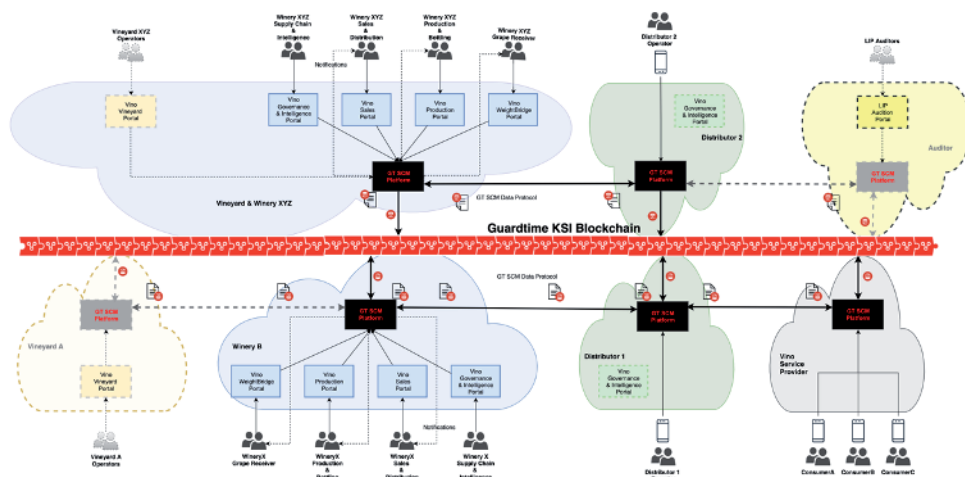 Vineyard XYZ
Operators
Winery XYZ
Supply Chain
&
Intelligence
Winery XYZ
Sales
&
Distribution
Winery XYZ
Production
&
Bottling
Winery XYZ
Grape Receiver
Distributor 2
Operator
LIP Auditors
Notifications
Vino
Vineyard
Portal
Vino
Governance
& Intelligence
Portal
Vino
Sales
Portal
Vino
Production
Portal
Vino
WeightBridge
Portal
Vino
Governance
& Intelligence
Portal
Distributor 2
LIP
Audition
Portal
Auditor
GT SCM
Platform
GT SCM
Platform
GT SCM
Platform
Vineyard & Winery XYZ
GT SCM Data Protocol
Guardtime KSI Blockchain
GT SCM Data Protocol
GT SCM
Platform
GT SCM
Platform
GT SCM
Platform
GT SCM
Platform
Vineyard A
Winery B
Distributor 1
Vino
Service
Provider
Vino
Vineyard
Portal
Vino
WeightBridge
Portal
Vino
Production
Portal
Vino
Sales
Portal
Vino
Governance
& Intelligence
Portal
Vino
Governance
& Intelligence
Portal
Notifications
Vineyard A
Operators
WineryX
Grape Receiver
WineryX
Production
&
WineryX
Sales
&
Winery X
Supply Chain
&
Distributor 1
ConsumerA
ConsumerB
ConsumerC